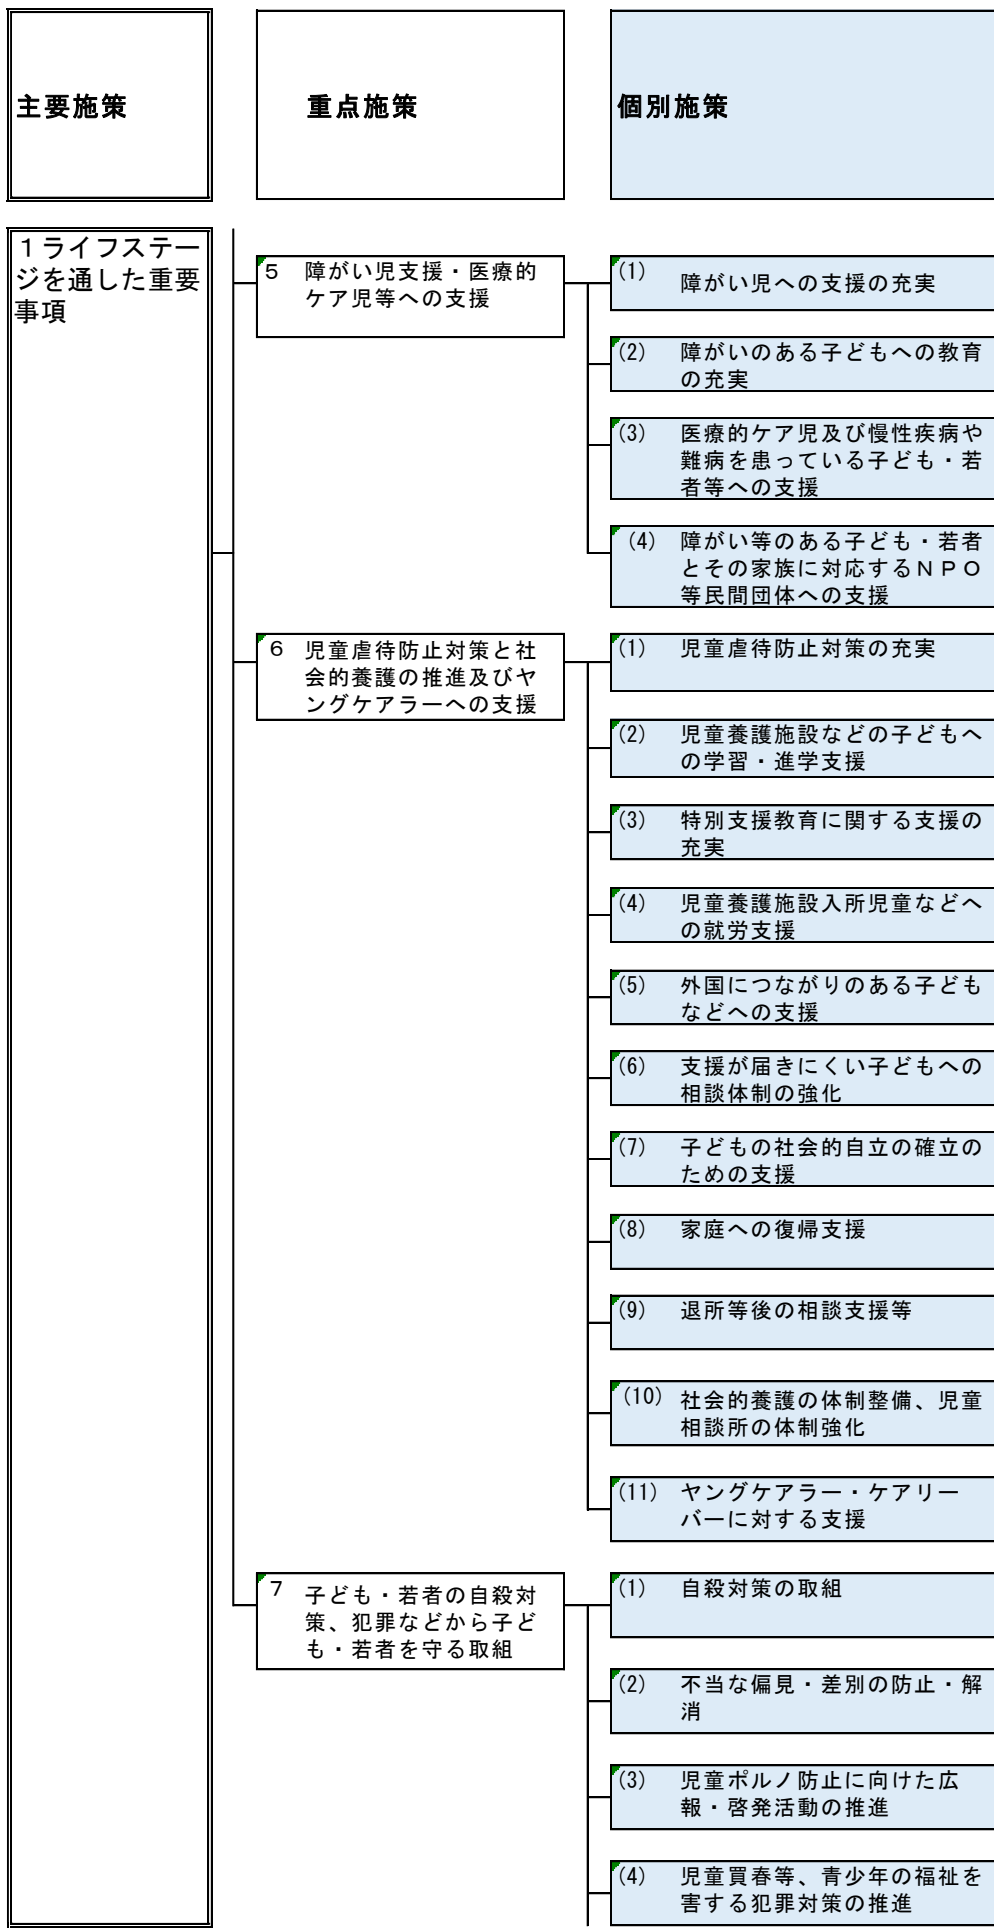 主要施策
重点施策
個別施策
1ライフステー
ジを通した重要
事項
5 障がい児支援・医療的
ケア児等への支援
(1) 障がい児への支援の充実
(2) 障がいのある子どもへの教育
の充実
(3) 医療的ケア児及び慢性疾病や
難病を患っている子ども・若
者等への支援
(4) 障がい等のある子ども・若者
とその家族に対応するNPO
等民間団体への支援
6 児童虐待防止対策と社
会的養護の推進及びヤ
ングケアラーへの支援
(1) 児童虐待防止対策の充実
(2) 児童養護施設などの子どもへ
の学習・進学支援
(3) 特別支援教育に関する支援の
充実
(4) 児童養護施設入所児童などへ
の就労支援
(5) 外国につながりのある子ども
などへの支援
(6) 支援が届きにくい子どもへの
相談体制の強化
(7) 子どもの社会的自立の確立の
ための支援
(8) 家庭への復帰支援
(9) 退所等後の相談支援等
(10) 社会的養護の体制整備、児童
相談所の体制強化
(11) ヤングケアラー・ケアリー
バーに対する支援
7 子ども・若者の自殺対
策、犯罪などから子ど
も・若者を守る取組
(1) 自殺対策の取組
(2) 不当な偏見・差別の防止・解
消
(3) 児童ポルノ防止に向けた広
報・啓発活動の推進
(4) 児童買春等、青少年の福祉を
害する犯罪対策の推進